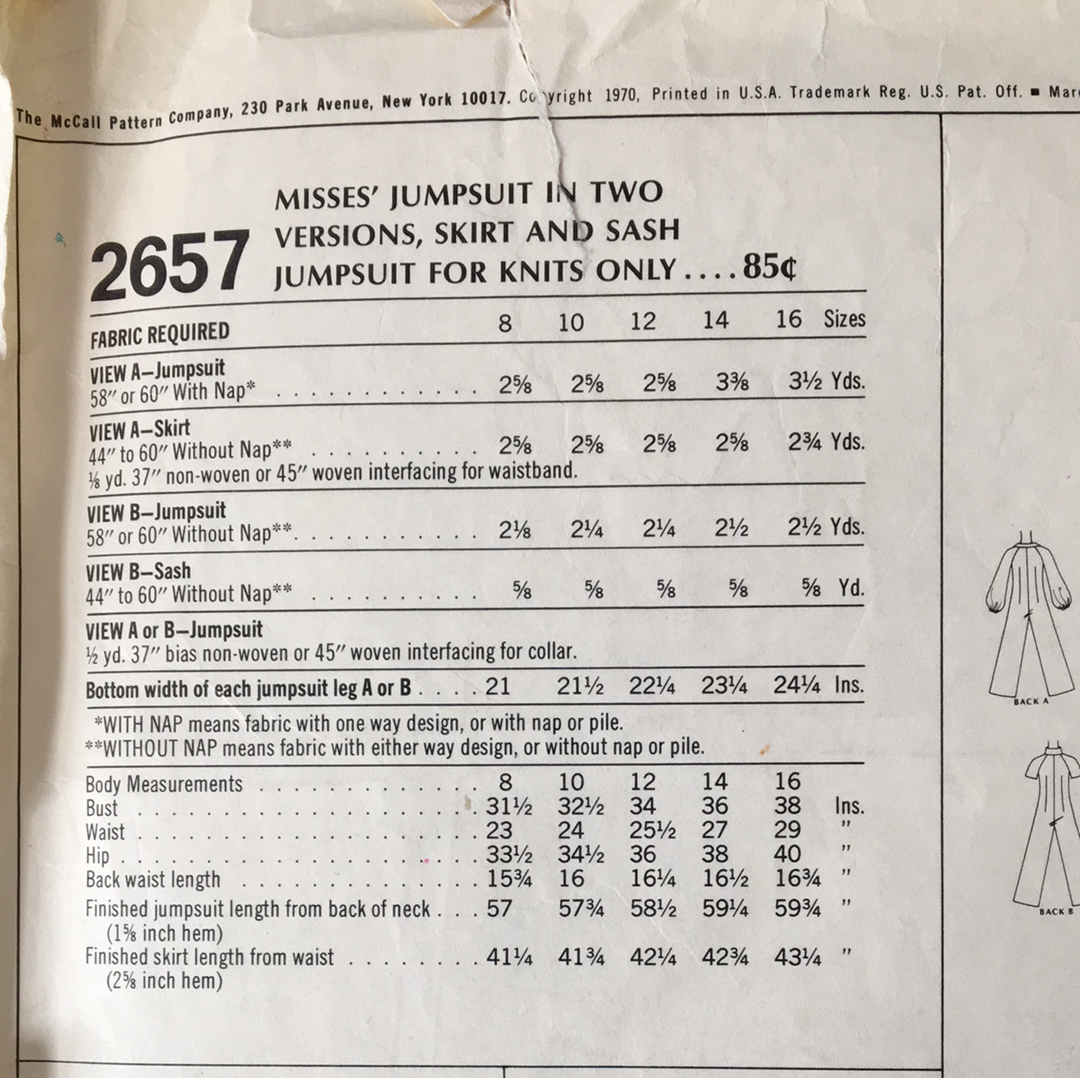 The McCall Pattern Company, 230 Park Avenue, New York 10017. Copyright 1970, Printed in U.S.A. Trademark Reg. U.S. Pat. Off. ■
2657
MISSES' JUMPSUIT IN TWO
VERSIONS, SKIRT AND SASH
JUMPSUIT FOR KNITS ONLY .... 85¢
FABRIC REQUIRED 8 10 12 14 16 Sizes
VIEW A—Jumpsuit
58" or 60" With Nap* . . . . . . . . . . . . 2⅝ 2⅝ 2⅝ 3⅜ 3½ Yds.
VIEW A—Skirt
44" to 60" Without Nap** . . . . . . . . . . 2⅝ 2⅝ 2⅝ 2⅝ 2¾ Yds.
⅛ yd. 37" non-woven or 45" woven interfacing for waistband.
VIEW B—Jumpsuit
58" or 60" Without Nap**. . . . . . . . . . . 2⅛ 2¼ 2¼ 2½ 2½ Yds.
VIEW B—Sash
44" to 60" Without Nap** . . . . . . . . . . ⅝ ⅝ ⅝ ⅝ ⅝ Yd.
VIEW A or B—Jumpsuit
½ yd. 37" bias non-woven or 45" woven interfacing for collar.
Bottom width of each jumpsuit leg A or B . . . . 21 21½ 22¼ 23¼ 24¼ Ins.
*WITH NAP means fabric with one way design, or with nap or pile.
**WITHOUT NAP means fabric with either way design, or without nap or pile.
Body Measurements . . . . . . . . . . . . . 8 10 12 14 16
Bust . . . . . . . . . . . . . . . . . . . . 31½ 32½ 34 36 38 Ins.
Waist . . . . . . . . . . . . . . . . . . . 23 24 25½ 27 29 "
Hip . . . . . . . . . . . . . . . . . . . . 33½ 34½ 36 38 40 "
Back waist length . . . . . . . . . . . . . . 15¾ 16 16¼ 16½ 16¾ "
Finished jumpsuit length from back of neck . . . 57 57¾ 58½ 59¼ 59¾ "
(1⅝ inch hem)
Finished skirt length from waist . . . . . . . . 41¼ 41¾ 42¼ 42¾ 43¼ "
(2⅝ inch hem)
BACK A
BACK B